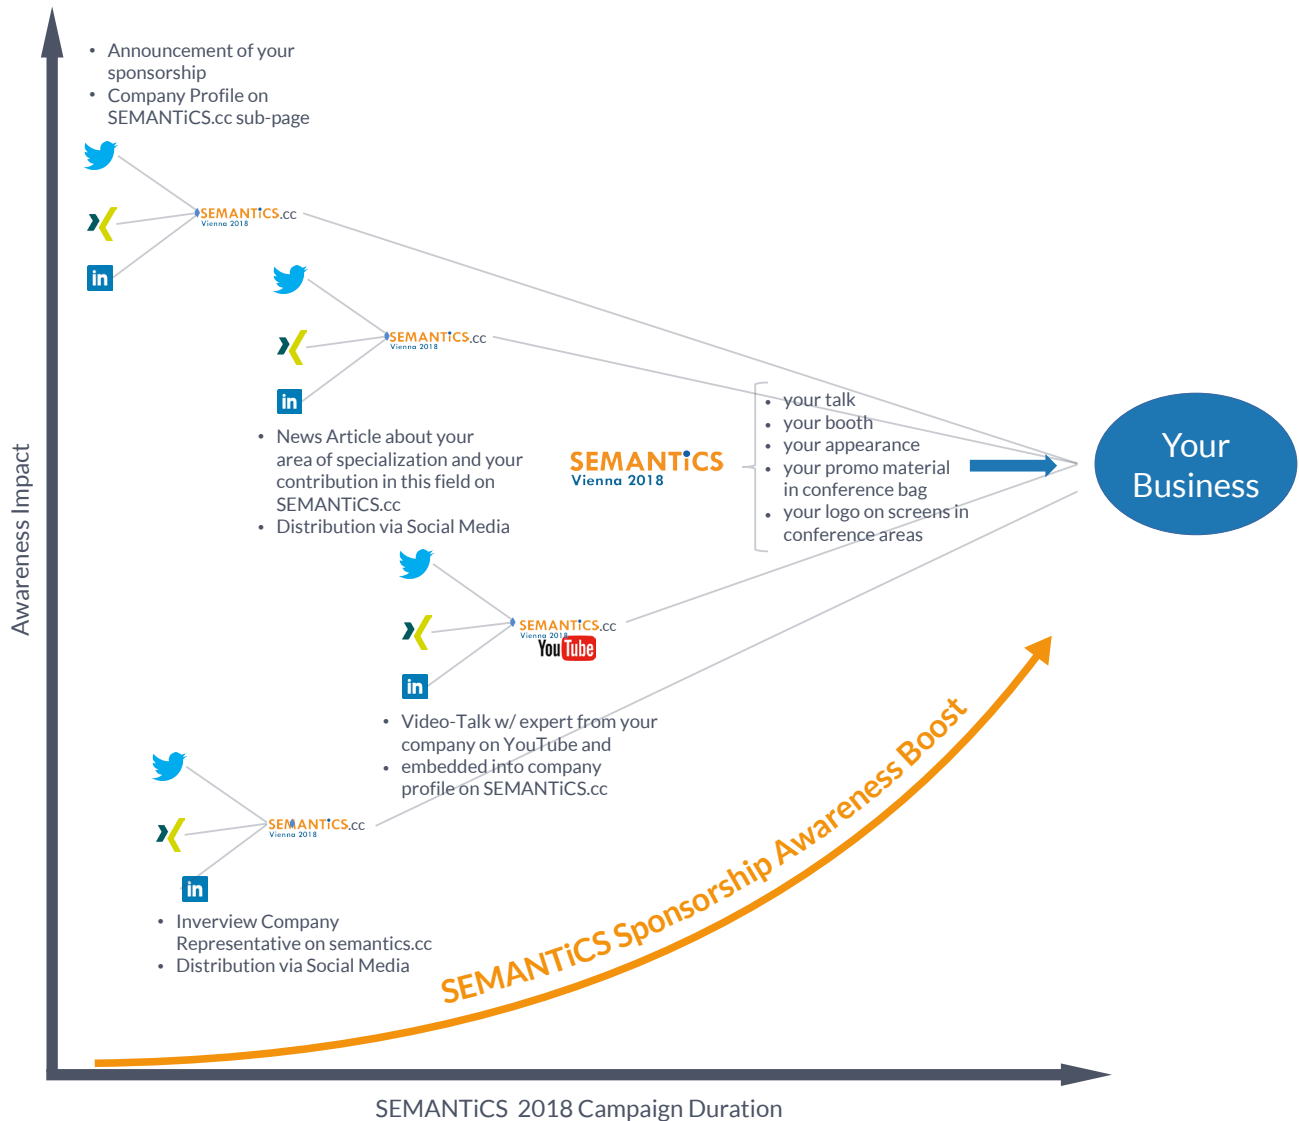 • Announcement of your
sponsorship
• Company Profile on
SEMANTiCS.cc sub-page
SEMANTiCS.cc
Vienna 2018
in
SEMANTiCS.cc
Vienna 2018
in
• News Article about your
area of specialization and your
contribution in this field on
SEMANTiCS.cc
• Distribution via Social Media
SEMANTiCS
Vienna 2018
• your talk
• your booth
• your appearance
• your promo material
in conference bag
• your logo on screens in
conference areas
Your
Business
SEMANTiCS.cc
Vienna 2018
YouTube
in
• Video-Talk w/ expert from your
company on YouTube and
• embedded into company
profile on SEMANTiCS.cc
SEMANTiCS.cc
Vienna 2018
in
• Inverview Company
Representative on semantics.cc
• Distribution via Social Media
SEMANTiCS Sponsorship Awareness Boost
Awareness Impact
SEMANTiCS 2018 Campaign Duration